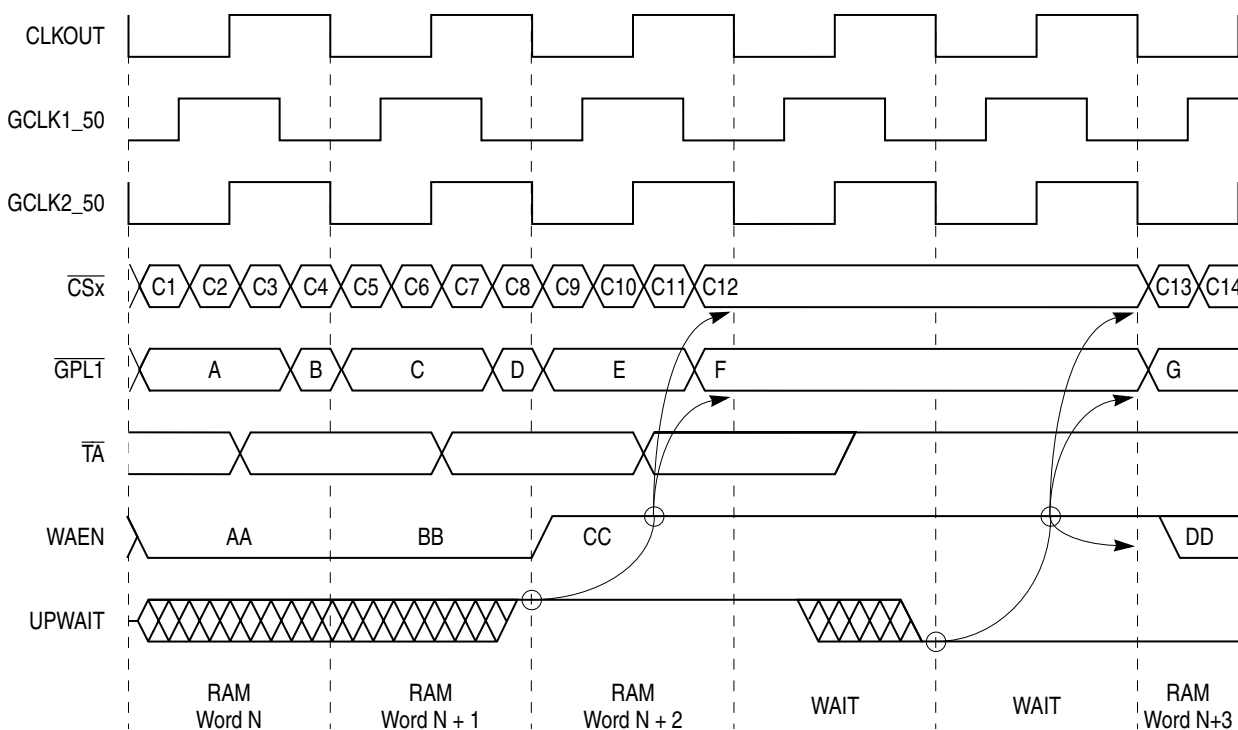 CLKOUT
GCLK1_50
GCLK2_50
CSx
C1 C2 C3 C4 C5 C6 C7 C8 C9 C10 C11 C12 C13 C14
GPL1
A B C D E F G
TA
WAEN
AA BB CC DD
UPWAIT
RAM
Word N
RAM
Word N + 1
RAM
Word N + 2
WAIT
WAIT
RAM
Word N+3